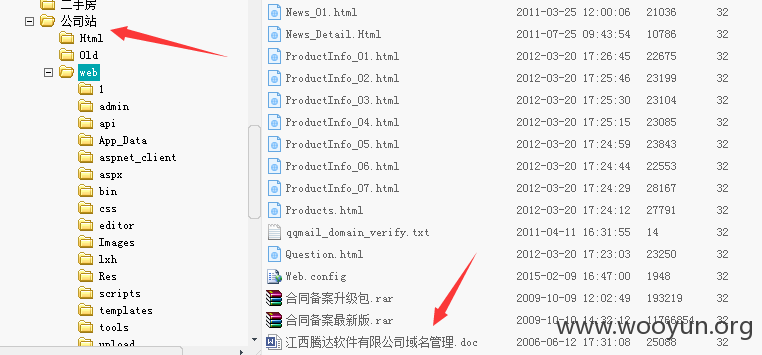 二手房
公司站
Html
Old
web
1
admin
api
App_Data
aspnet_client
aspx
bin
css
editor
Images
lxh
Res
scripts
templates
tools
upload
News_01.html 2011-03-25 12:00:06 21036 32
News_Detail.Html 2011-07-25 09:43:54 10786 32
ProductInfo_01.html 2012-03-20 17:26:45 22675 32
ProductInfo_02.html 2012-03-20 17:25:46 23199 32
ProductInfo_03.html 2012-03-20 17:25:30 23104 32
ProductInfo_04.html 2012-03-20 17:25:15 23085 32
ProductInfo_05.html 2012-03-20 17:24:59 23843 32
ProductInfo_06.html 2012-03-20 17:24:44 22553 32
ProductInfo_07.html 2012-03-20 17:24:29 28167 32
Products.html 2012-03-20 17:24:12 27791 32
qqmail_domain_verify.txt 2011-04-11 16:31:55 14 32
Question.html 2012-03-20 17:23:03 23250 32
Web.config 2015-02-09 16:47:00 1948 32
合同备案升级包.rar 2009-10-09 12:02:49 193219 32
合同备案最新版.rar 2009-10-10 14:32:12 11766854 32
江西腾达软件有限公司域名管理.doc 2006-06-12 17:31:08 25088 32
www.wooyun.org